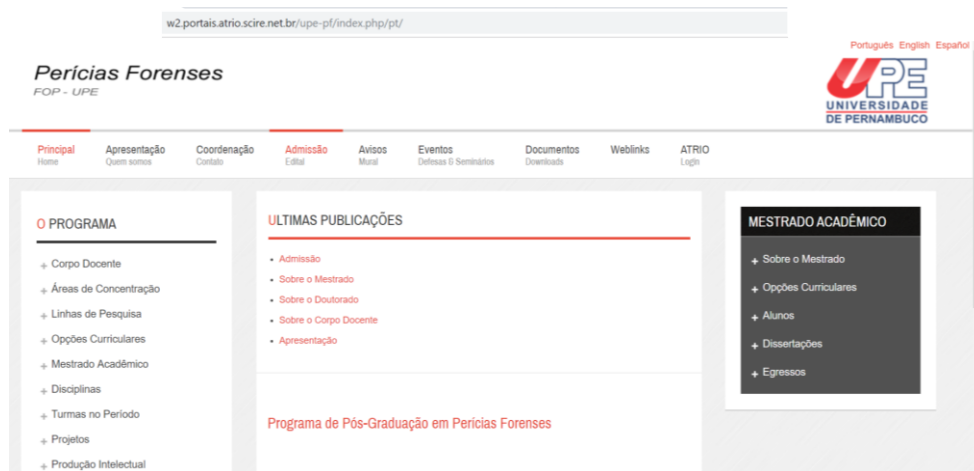 w2.portais.atrio.scire.net.br/upe-pf/index.php/pt/
Português English Español
Perícias Forenses
FOP - UPE
UPE
UNIVERSIDADE
DE PERNAMBUCO
Principal Apresentação Coordenação Admissão Avisos Eventos Documentos Weblinks ATRIO
Home Quem somos Contato Edital Mural Defesas & Seminários Downloads Login
O PROGRAMA
+ Corpo Docente
+ Áreas de Concentração
+ Linhas de Pesquisa
+ Opções Curriculares
+ Mestrado Acadêmico
+ Disciplinas
+ Turmas no Período
+ Projetos
+ Produção Intelectual
ULTIMAS PUBLICAÇÕES
• Admissão
• Sobre o Mestrado
• Sobre o Doutorado
• Sobre o Corpo Docente
• Apresentação
Programa de Pós-Graduação em Perícias Forenses
MESTRADO ACADÊMICO
+ Sobre o Mestrado
+ Opções Curriculares
+ Alunos
+ Dissertações
+ Egressos